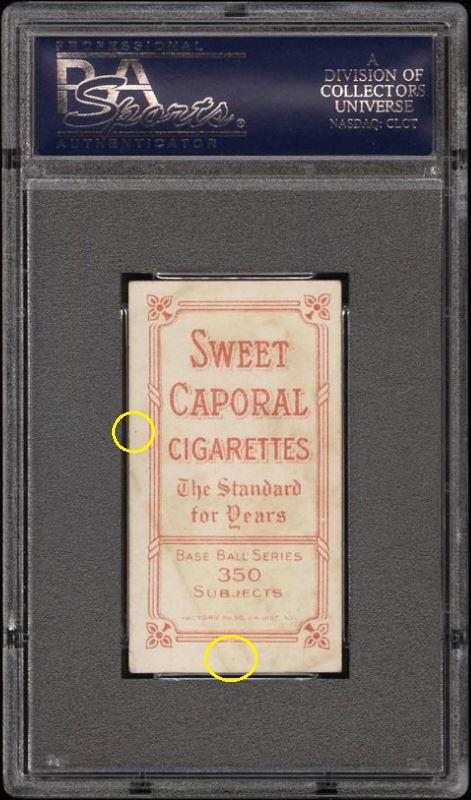 PROFESSIONAL
PSA
Sports®
AUTHENTICATOR
A
DIVISION OF
COLLECTORS
UNIVERSE
NASDAQ: CLCT
SWEET
CAPORAL
CIGARETTES
The Standard
for Years
BASE BALL SERIES
350
SUBJECTS
FACTORY